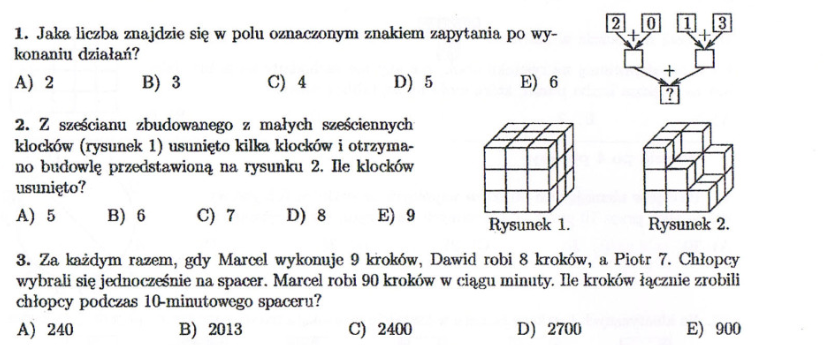 1. Jaka liczba znajdzie się w polu oznaczonym znakiem zapytania po wy-
konaniu działań?
A) 2 B) 3 C) 4 D) 5 E) 6
2 + 0 1 + 3
+
?
2. Z sześcianu zbudowanego z małych sześciennych
klocków (rysunek 1) usunięto kilka klocków i otrzyma-
no budowlę przedstawioną na rysunku 2. Ile klocków
usunięto?
A) 5 B) 6 C) 7 D) 8 E) 9
Rysunek 1. Rysunek 2.
3. Za każdym razem, gdy Marcel wykonuje 9 kroków, Dawid robi 8 kroków, a Piotr 7. Chłopcy
wybrali się jednocześnie na spacer. Marcel robi 90 kroków w ciągu minuty. Ile kroków łącznie zrobili
chłopcy podczas 10-minutowego spaceru?
A) 240 B) 2013 C) 2400 D) 2700 E) 900